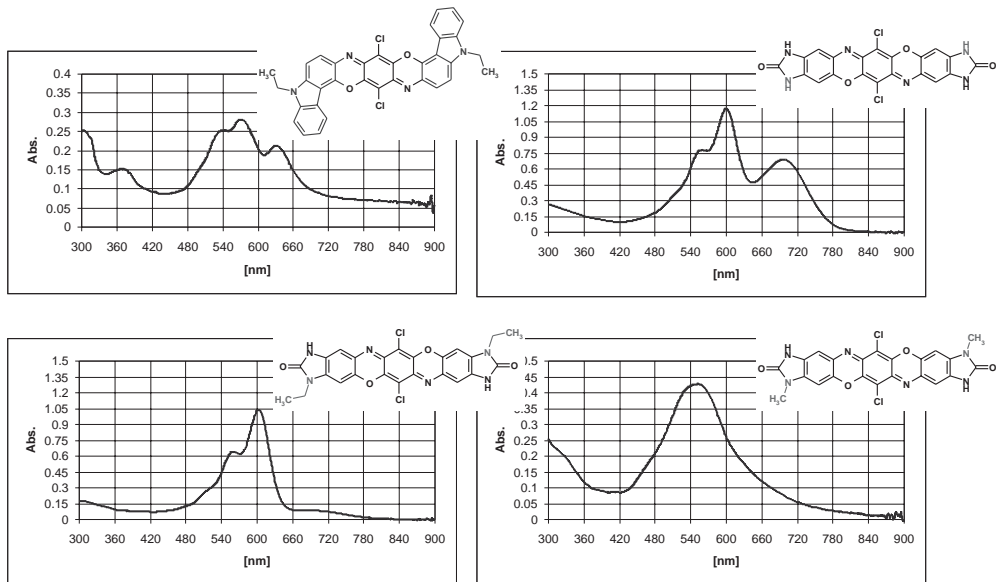 Cl
N O N
H₃C CH₃
N O N
Cl
0.4
0.35
0.3
0.25
0.2
0.15
0.1
0.05
0
Abs.
300 360 420 480 540 600 660 720 780 840 900
[nm]
Cl
H N O H
O N N O
N O N N
H Cl H
1.5
1.35
1.2
1.05
0.9
0.75
0.6
0.45
0.3
0.15
0
Abs.
300 360 420 480 540 600 660 720 780 840 900
[nm]
CH₃
H Cl
N N O N
O O
N O N N
H₃C Cl H
1.5
1.35
1.2
1.05
0.9
0.75
0.6
0.45
0.3
0.15
0
Abs.
300 360 420 480 540 600 660 720 780 840 900
[nm]
Cl CH₃
H N O N
O N O
N O N N
H₃C Cl H
.5
45
.35
0.3
0.25
0.2
0.15
0.1
0.05
0
Abs.
300 360 420 480 540 600 660 720 780 840 900
[nm]